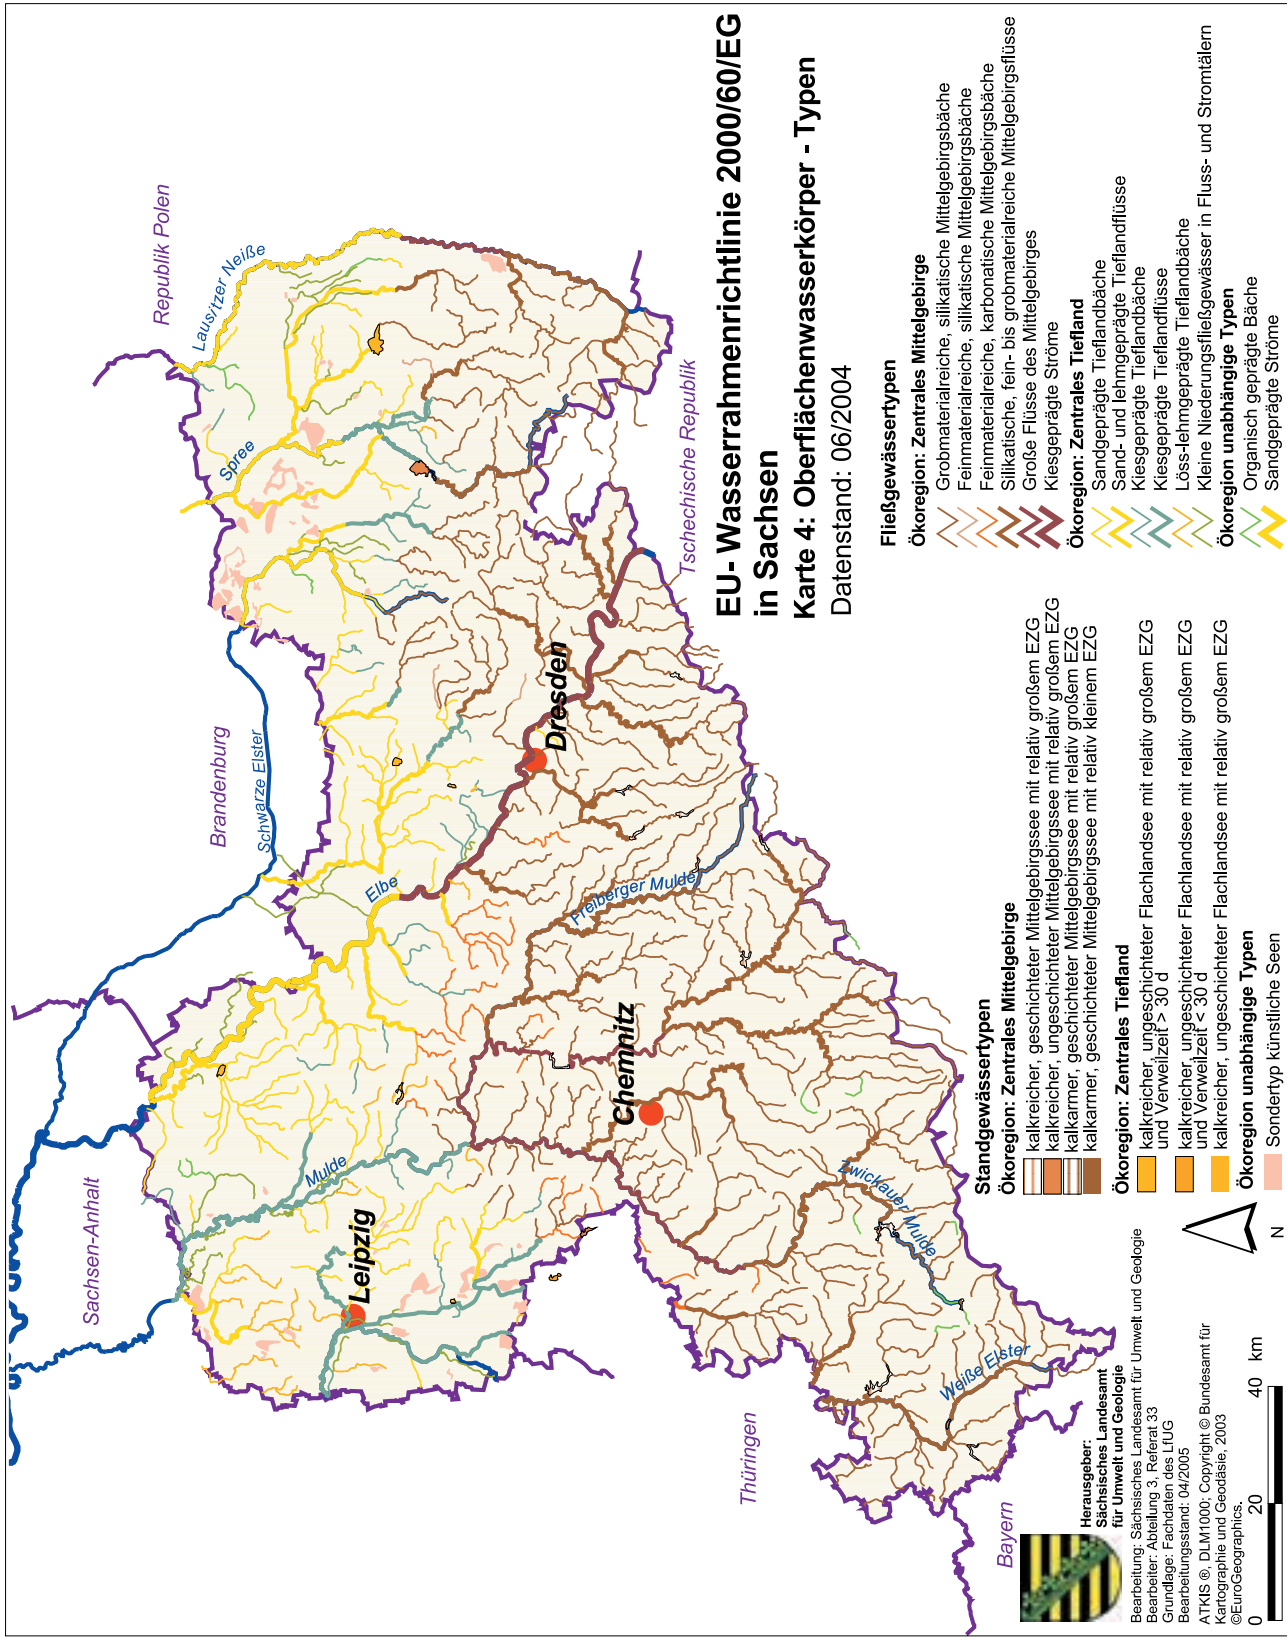 EU- Wasserrahmenrichtlinie 2000/60/EG
in Sachsen
Karte 4: Oberflächenwasserkörper - Typen
Datenstand: 06/2004
Republik Polen
Lausitzer Neiße
Spree
Tschechische Republik
Brandenburg
Schwarze Elster
Elbe
Dresden
Freiberger Mulde
Chemnitz
Sachsen-Anhalt
Mulde
Leipzig
Zwickauer Mulde
Weiße Elster
Thüringen
Bayern
Fließgewässertypen
Ökoregion: Zentrales Mittelgebirge
Grobmaterialreiche, silikatische Mittelgebirgsbäche
Feinmaterialreiche, silikatische Mittelgebirgsbäche
Feinmaterialreiche, karbonatische Mittelgebirgsbäche
Silikatische, fein- bis grobmaterialreiche Mittelgebirgsflüsse
Große Flüsse des Mittelgebirges
Kiesgeprägte Ströme
Ökoregion: Zentrales Tiefland
Sandgeprägte Tieflandbäche
Sand- und lehmgeprägte Tieflandflüsse
Kiesgeprägte Tieflandbäche
Kiesgeprägte Tieflandflüsse
Löss-lehmgeprägte Tieflandbäche
Kleine Niederungsfließgewässer in Fluss- und Stromtälern
Ökoregion unabhängige Typen
Organisch geprägte Bäche
Sandgeprägte Ströme
Standgewässertypen
Ökoregion: Zentrales Mittelgebirge
kalkreicher, geschichteter Mittelgebirgssee mit relativ großem EZG
kalkreicher, ungeschichteter Mittelgebirgssee mit relativ großem EZG
kalkarmer, geschichteter Mittelgebirgssee mit relativ großem EZG
kalkarmer, geschichteter Mittelgebirgssee mit relativ kleinem EZG
Ökoregion: Zentrales Tiefland
kalkreicher, ungeschichteter Flachlandsee mit relativ großem EZG
und Verweilzeit > 30 d
kalkreicher, ungeschichteter Flachlandsee mit relativ großem EZG
und Verweilzeit < 30 d
kalkreicher, ungeschichteter Flachlandsee mit relativ großem EZG
Ökoregion unabhängige Typen
Sondertyp künstliche Seen
N
Herausgeber:
Sächsisches Landesamt
für Umwelt und Geologie
Bearbeitung: Sächsisches Landesamt für Umwelt und Geologie
Bearbeiter: Abteilung 3, Referat 33
Grundlage: Fachdaten des LfUG
Bearbeitungsstand: 04/2005
ATKIS ®, DLM1000; Copyright © Bundesamt für
Kartographie und Geodäsie, 2003
©EuroGeographics.
0 20 40 km